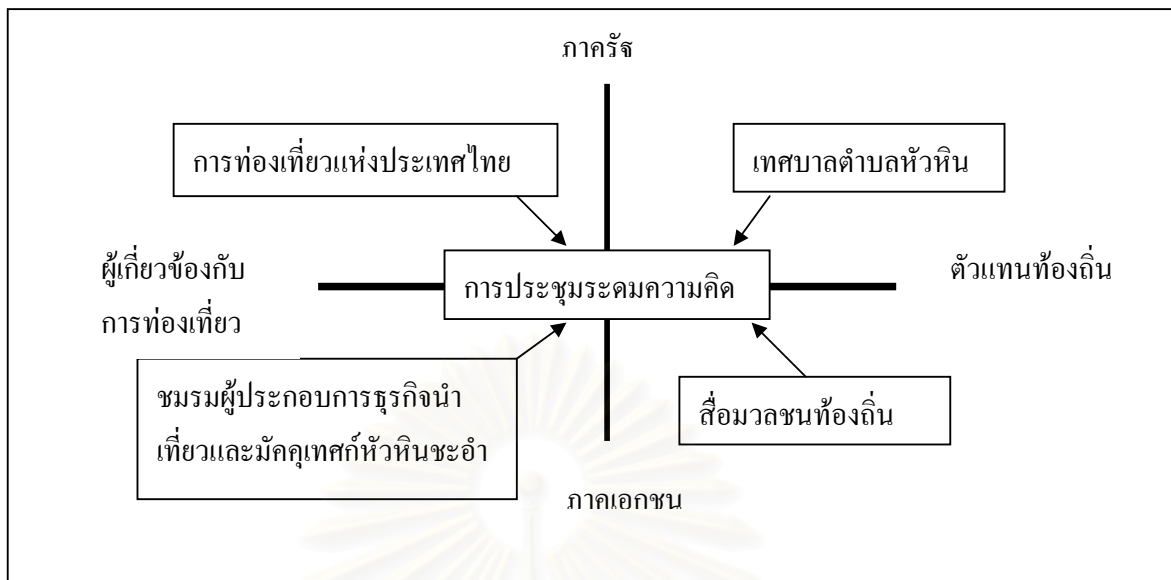 ภาครัฐ
การท่องเที่ยวแห่งประเทศไทย
เทศบาลตำบลหัวหิน
ผู้เกี่ยวข้องกับ
การท่องเที่ยว
การประชุมระดมความคิด
ตัวแทนท้องถิ่น
ชมรมผู้ประกอบการธุรกิจนำ
เที่ยวและมัคคุเทศก์หัวหินชะอำ
สื่อมวลชนท้องถิ่น
ภาคเอกชน